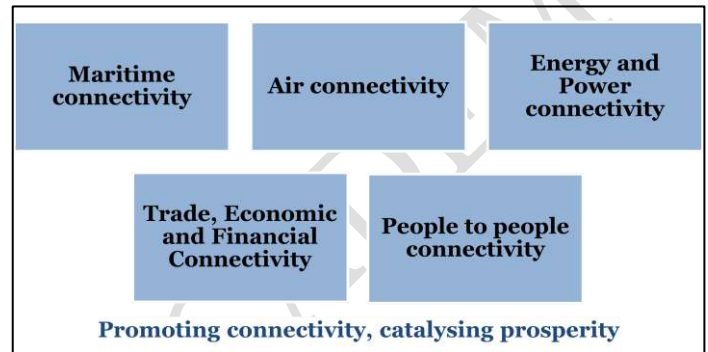 Maritime
connectivity
Air connectivity
Energy and
Power
connectivity
Trade, Economic
and Financial
Connectivity
People to people
connectivity
Promoting connectivity, catalysing prosperity